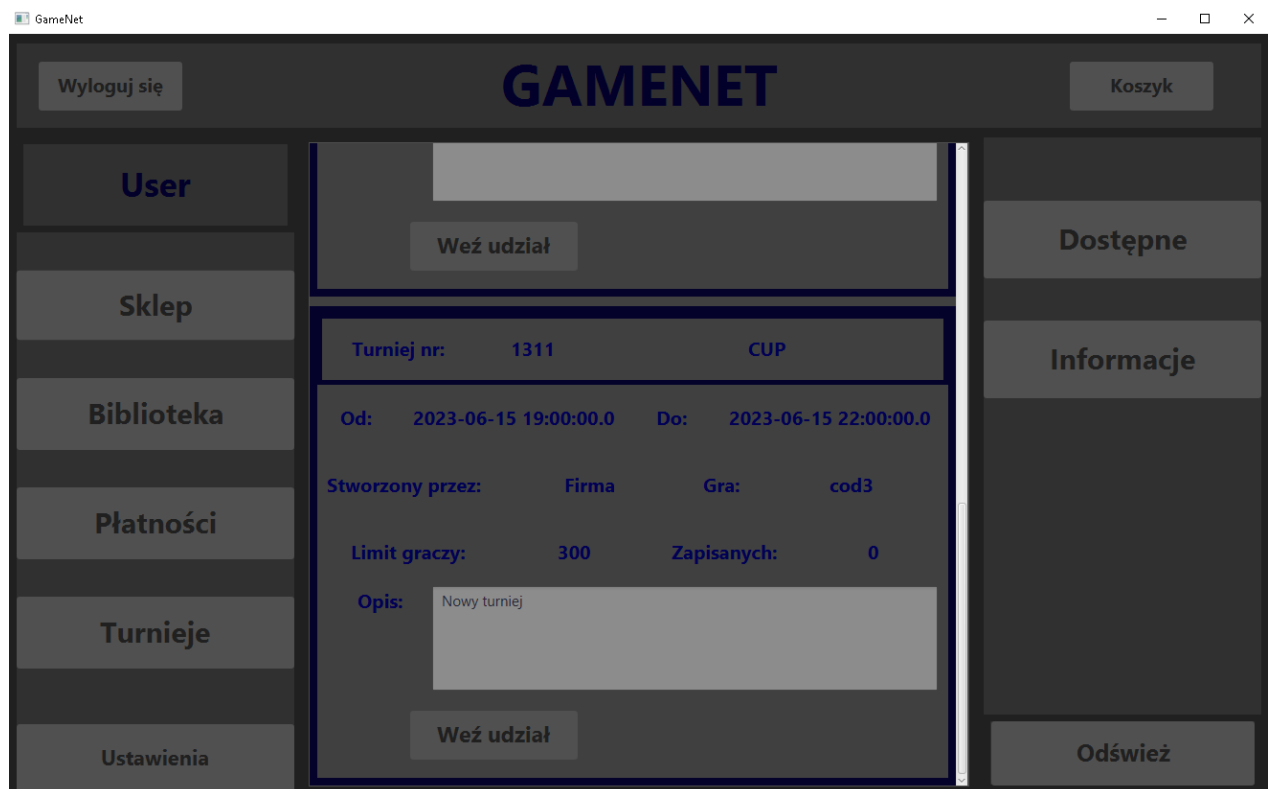 GameNet
Wyloguj się
GAMENET
Koszyk
User
Sklep
Biblioteka
Płatności
Turnieje
Ustawienia
Weź udział
Turniej nr: 1311 CUP
Od: 2023-06-15 19:00:00.0 Do: 2023-06-15 22:00:00.0
Stworzony przez: Firma Gra: cod3
Limit graczy: 300 Zapisanych: 0
Opis: Nowy turniej
Weź udział
Dostępne
Informacje
Odśwież